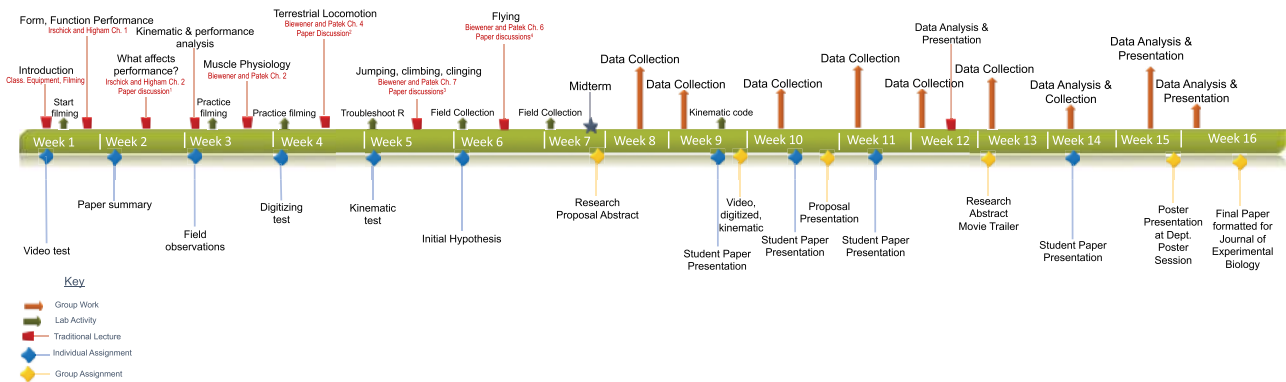 Form, Function Performance
Irschick and Higham Ch. 1
Kinematic & performance
analysis
Terrestrial Locomotion
Biewener and Patek Ch. 4
Paper Discussion²
Flying
Biewener and Patek Ch. 6
Paper discussions⁴
Data Analysis &
Presentation
Data Analysis &
Presentation
Introduction
Class. Equipment, Filming
What affects
performance?
Irschick and Higham Ch. 2
Paper discussion¹
Muscle Physiology
Biewener and Patek Ch. 2
Jumping, climbing, clinging
Biewener and Patek Ch. 7
Paper discussions³
Midterm
Data Collection
Data Collection
Data Collection
Data Collection
Data Collection
Data Collection
Data Analysis &
Collection
Data Analysis &
Presentation
Start
filming
Practice
filming
Practice filming
Troubleshoot R
Field Collection
Field Collection
Kinematic code
Week 1
Week 2
Week 3
Week 4
Week 5
Week 6
Week 7
Week 8
Week 9
Week 10
Week 11
Week 12
Week 13
Week 14
Week 15
Week 16
Video test
Paper summary
Field
observations
Digitizing
test
Kinematic
test
Initial Hypothesis
Research
Proposal Abstract
Student Paper
Presentation
Video,
digitized,
kinematic
Student Paper
Presentation
Proposal
Presentation
Student Paper
Presentation
Research
Abstract
Movie Trailer
Student Paper
Presentation
Poster
Presentation
at Dept.
Poster
Session
Final Paper
formatted for
Journal of
Experimental
Biology
Key
Group Work
Lab Activity
Traditional Lecture
Individual Assignment
Group Assignment